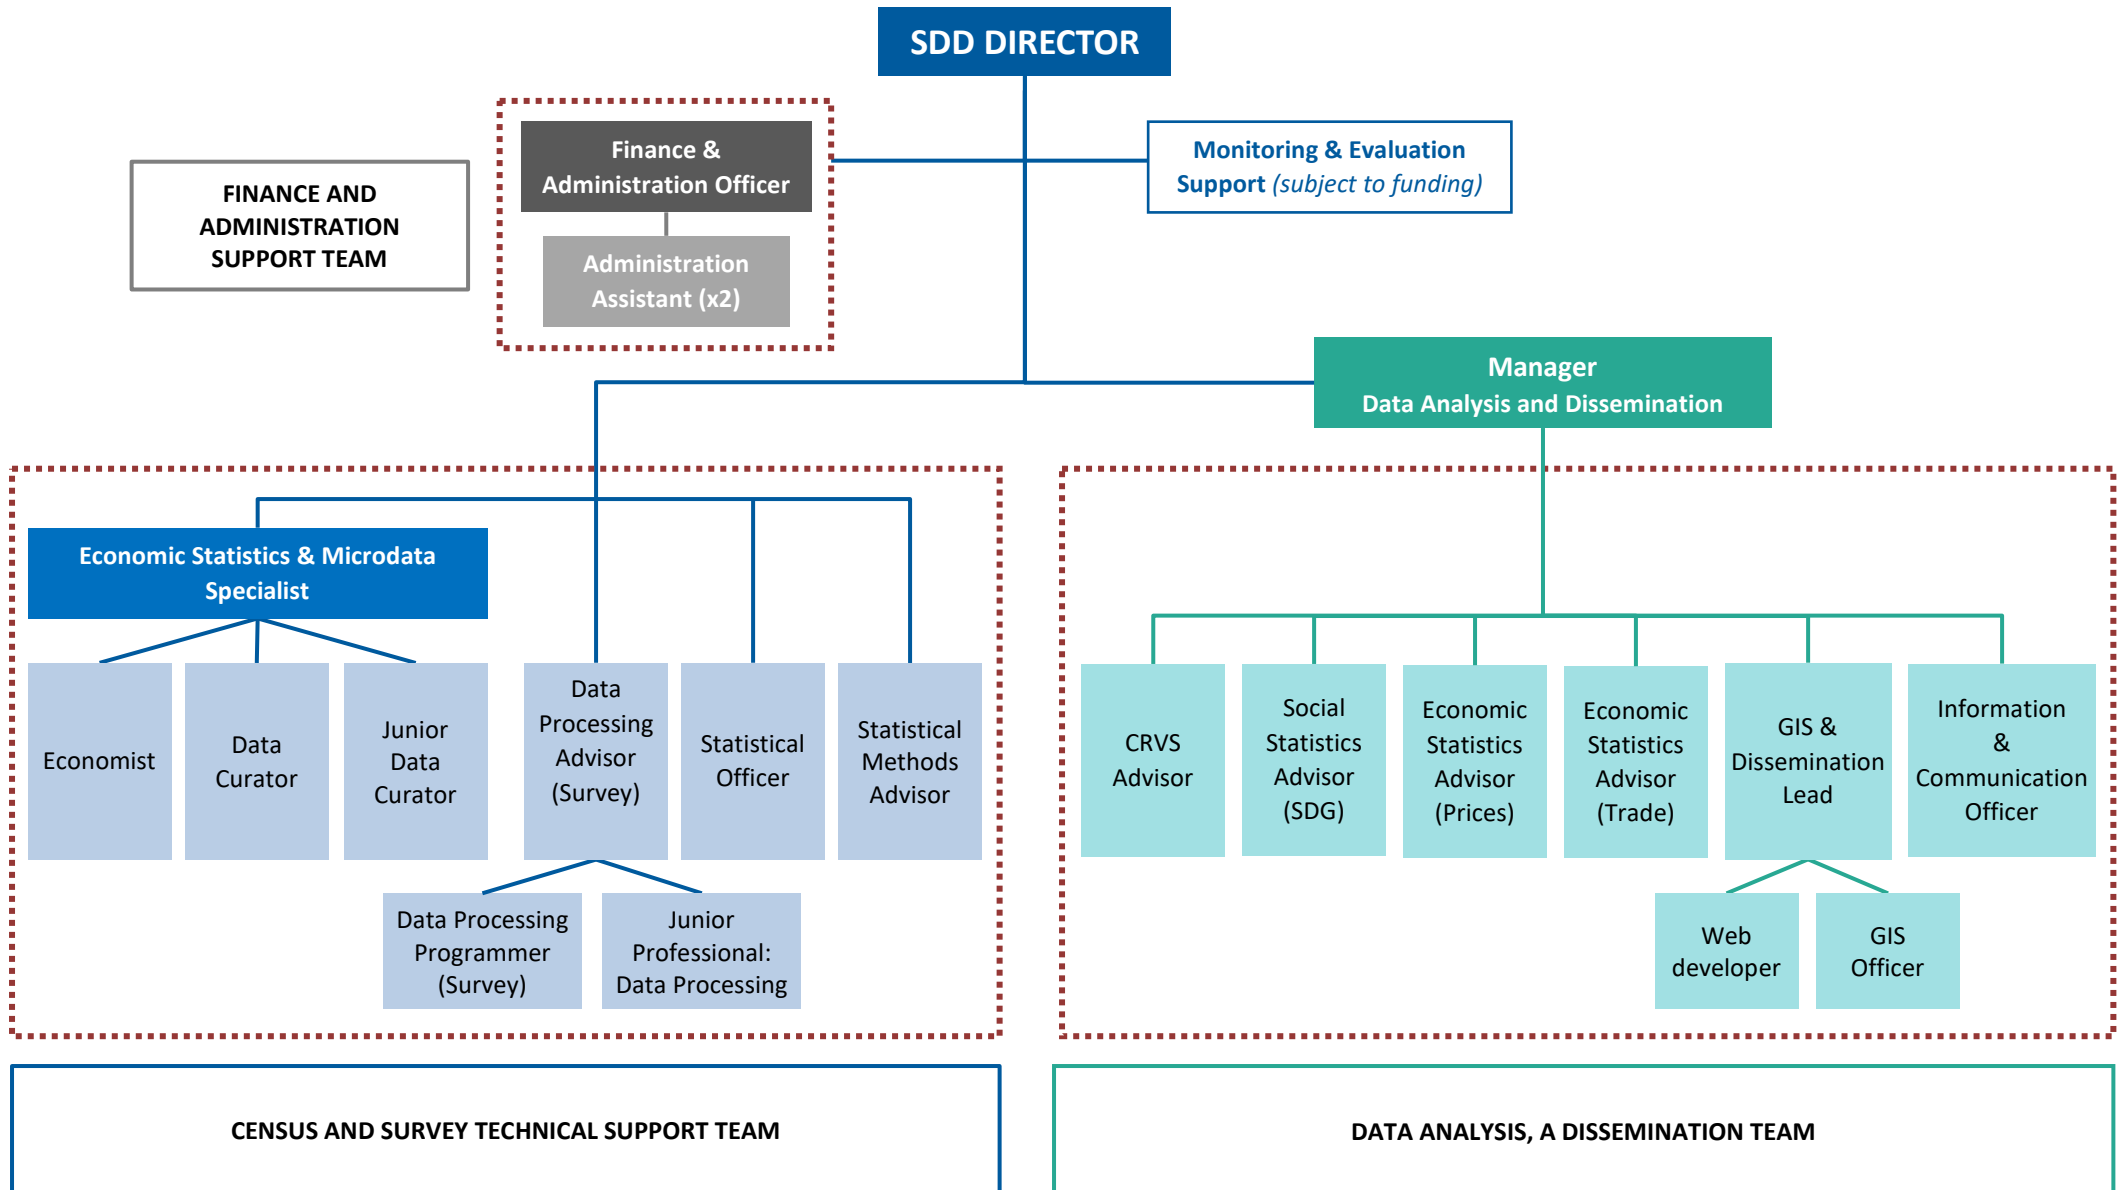 SDD DIRECTOR
Finance &
Administration Officer
Monitoring & Evaluation
Support (subject to funding)
FINANCE AND
ADMINISTRATION
SUPPORT TEAM
Administration
Assistant (x2)
Manager
Data Analysis and Dissemination
Economic Statistics & Microdata
Specialist
Economist
Data
Curator
Junior
Data
Curator
Data
Processing
Advisor
(Survey)
Statistical
Officer
Statistical
Methods
Advisor
CRVS
Advisor
Social
Statistics
Advisor
(SDG)
Economic
Statistics
Advisor
(Prices)
Economic
Statistics
Advisor
(Trade)
GIS &
Dissemination
Lead
Information
&
Communication
Officer
Data Processing
Programmer
(Survey)
Junior
Professional:
Data Processing
Web
developer
GIS
Officer
CENSUS AND SURVEY TECHNICAL SUPPORT TEAM
DATA ANALYSIS, A DISSEMINATION TEAM